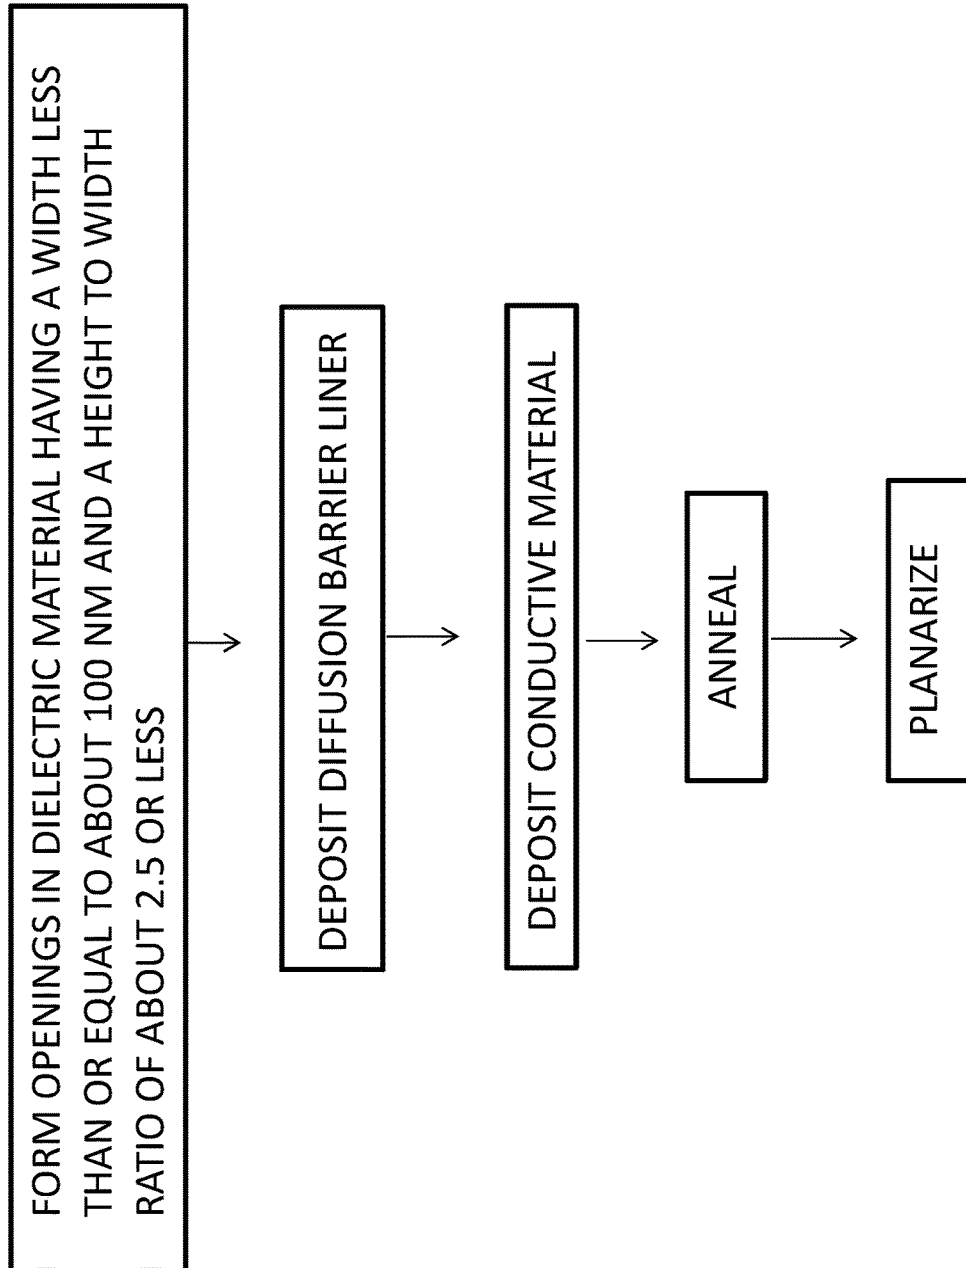 FORM OPENINGS IN DIELECTRIC MATERIAL HAVING A WIDTH LESS
THAN OR EQUAL TO ABOUT 100 NM AND A HEIGHT TO WIDTH
RATIO OF ABOUT 2.5 OR LESS
DEPOSIT DIFFUSION BARRIER LINER
DEPOSIT CONDUCTIVE MATERIAL
ANNEAL
PLANARIZE